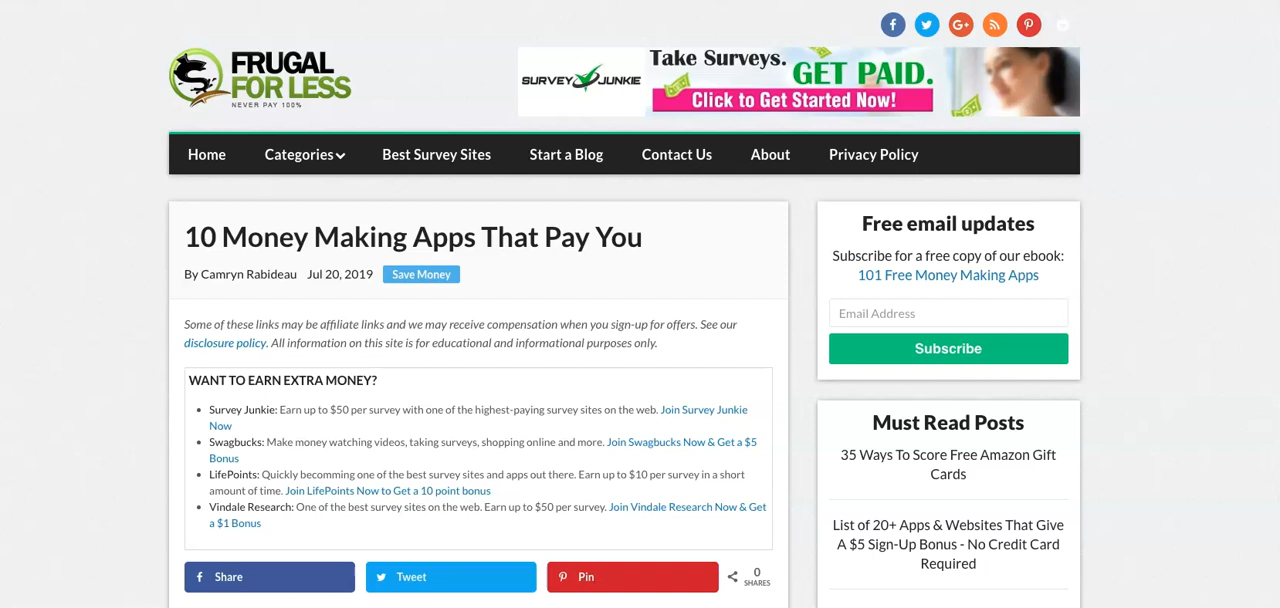 FRUGAL
FOR LESS
NEVER PAY 100%
SURVEY JUNKIE
Take Surveys.
GET PAID.
Click to Get Started Now!
Home Categories Best Survey Sites Start a Blog Contact Us About Privacy Policy
10 Money Making Apps That Pay You
By Camryn Rabideau Jul 20, 2019 Save Money
Some of these links may be affiliate links and we may receive compensation when you sign-up for offers. See our
disclosure policy. All information on this site is for educational and informational purposes only.
WANT TO EARN EXTRA MONEY?
• Survey Junkie: Earn up to $50 per survey with one of the highest-paying survey sites on the web. Join Survey Junkie
Now
• Swagbucks: Make money watching videos, taking surveys, shopping online and more. Join Swagbucks Now & Get a $5
Bonus
• LifePoints: Quickly becomming one of the best survey sites and apps out there. Earn up to $10 per survey in a short
amount of time. Join LifePoints Now to Get a 10 point bonus
• Vindale Research: One of the best survey sites on the web. Earn up to $50 per survey. Join Vindale Research Now & Get
a $1 Bonus
Share Tweet Pin 0
SHARES
Free email updates
Subscribe for a free copy of our ebook:
101 Free Money Making Apps
Email Address
Subscribe
Must Read Posts
35 Ways To Score Free Amazon Gift
Cards
List of 20+ Apps & Websites That Give
A $5 Sign-Up Bonus - No Credit Card
Required